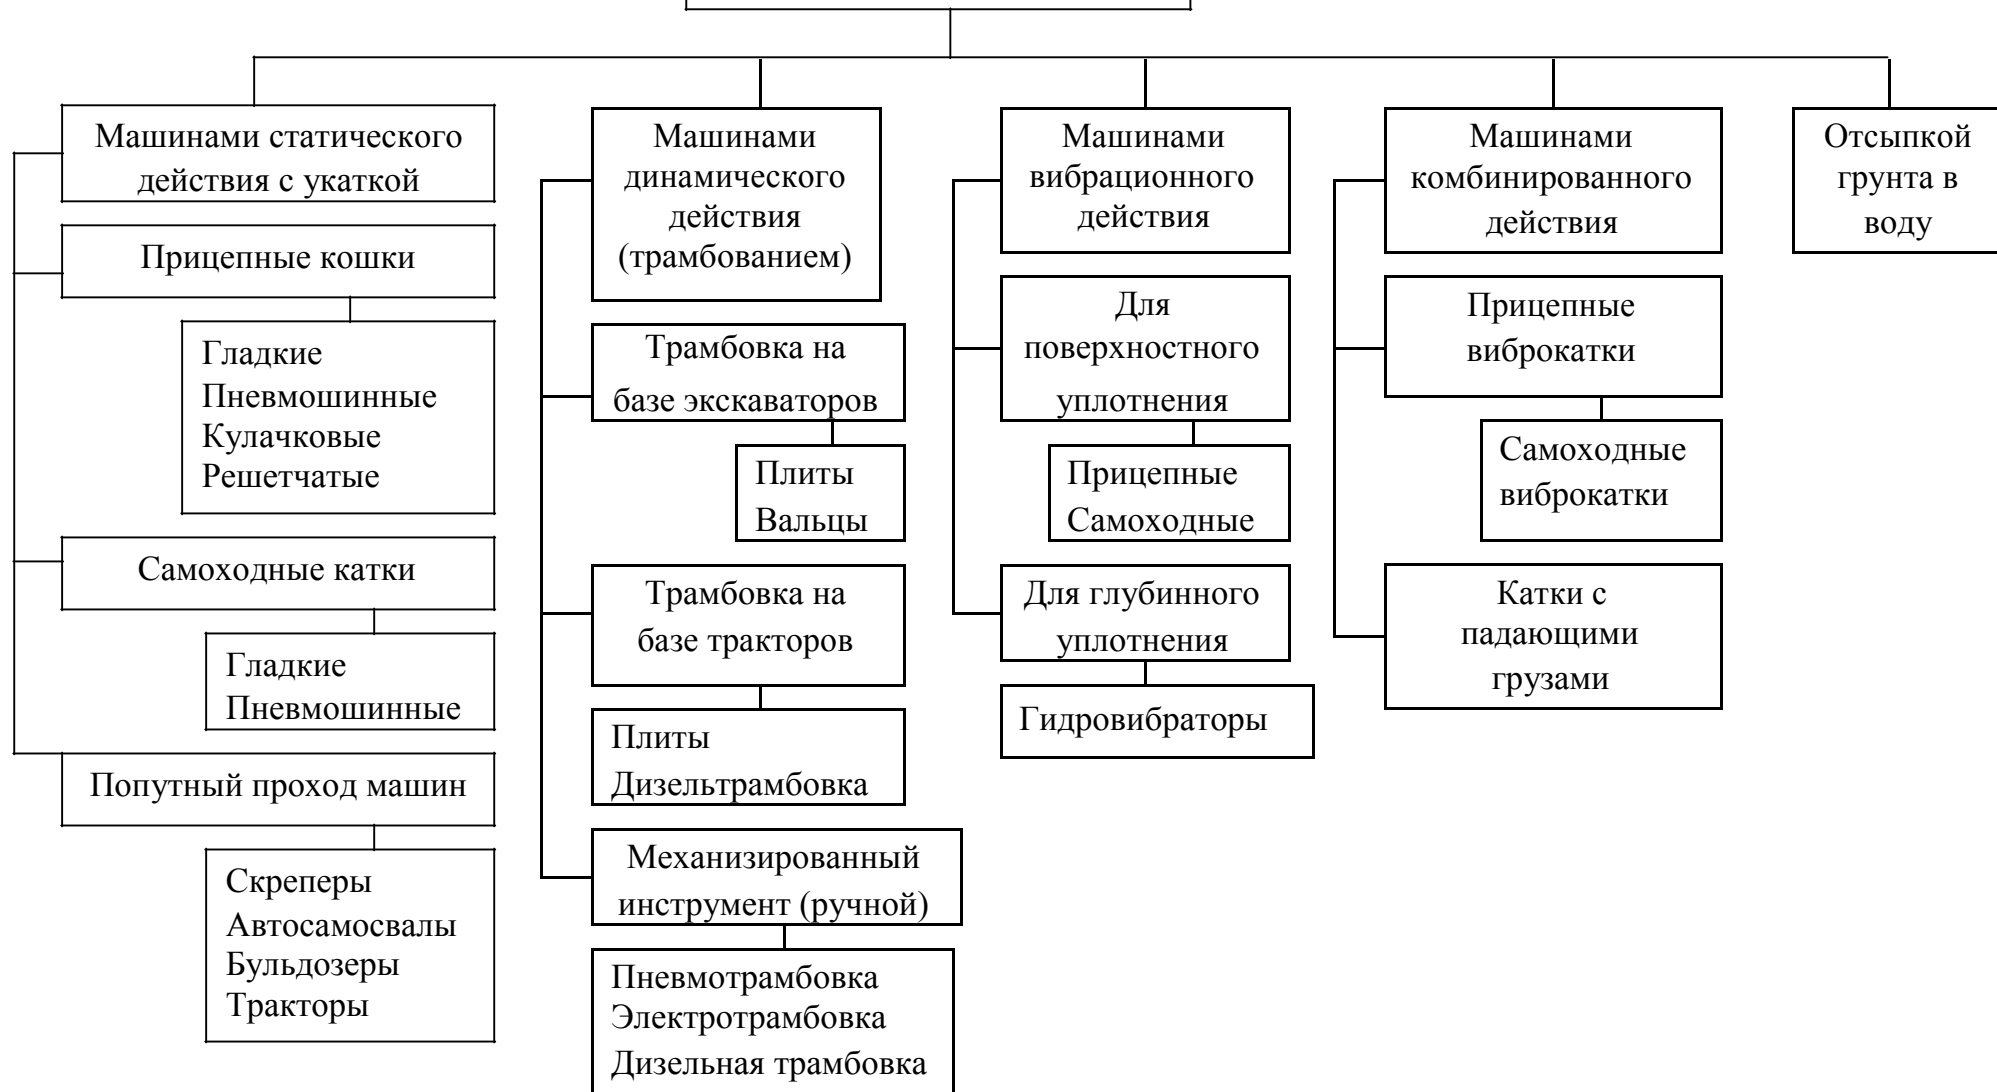 Машинами статического
действия с укаткой
Прицепные кошки
Гладкие
Пневмошинные
Кулачковые
Решетчатые
Самоходные катки
Гладкие
Пневмошинные
Попутный проход машин
Скреперы
Автосамосвалы
Бульдозеры
Тракторы
Машинами
динамического
действия
(трамбованием)
Трамбовка на
базе экскаваторов
Плиты
Вальцы
Трамбовка на
базе тракторов
Плиты
Дизельтрамбовка
Механизированный
инструмент (ручной)
Пневмотрамбовка
Электротрамбовка
Дизельная трамбовка
Машинами
вибрационного
действия
Для
поверхностного
уплотнения
Прицепные
Самоходные
Для глубинного
уплотнения
Гидровибраторы
Машинами
комбинированного
действия
Прицепные
виброкатки
Самоходные
виброкатки
Катки с
падающими
грузами
Отсыпкой
грунта в
воду